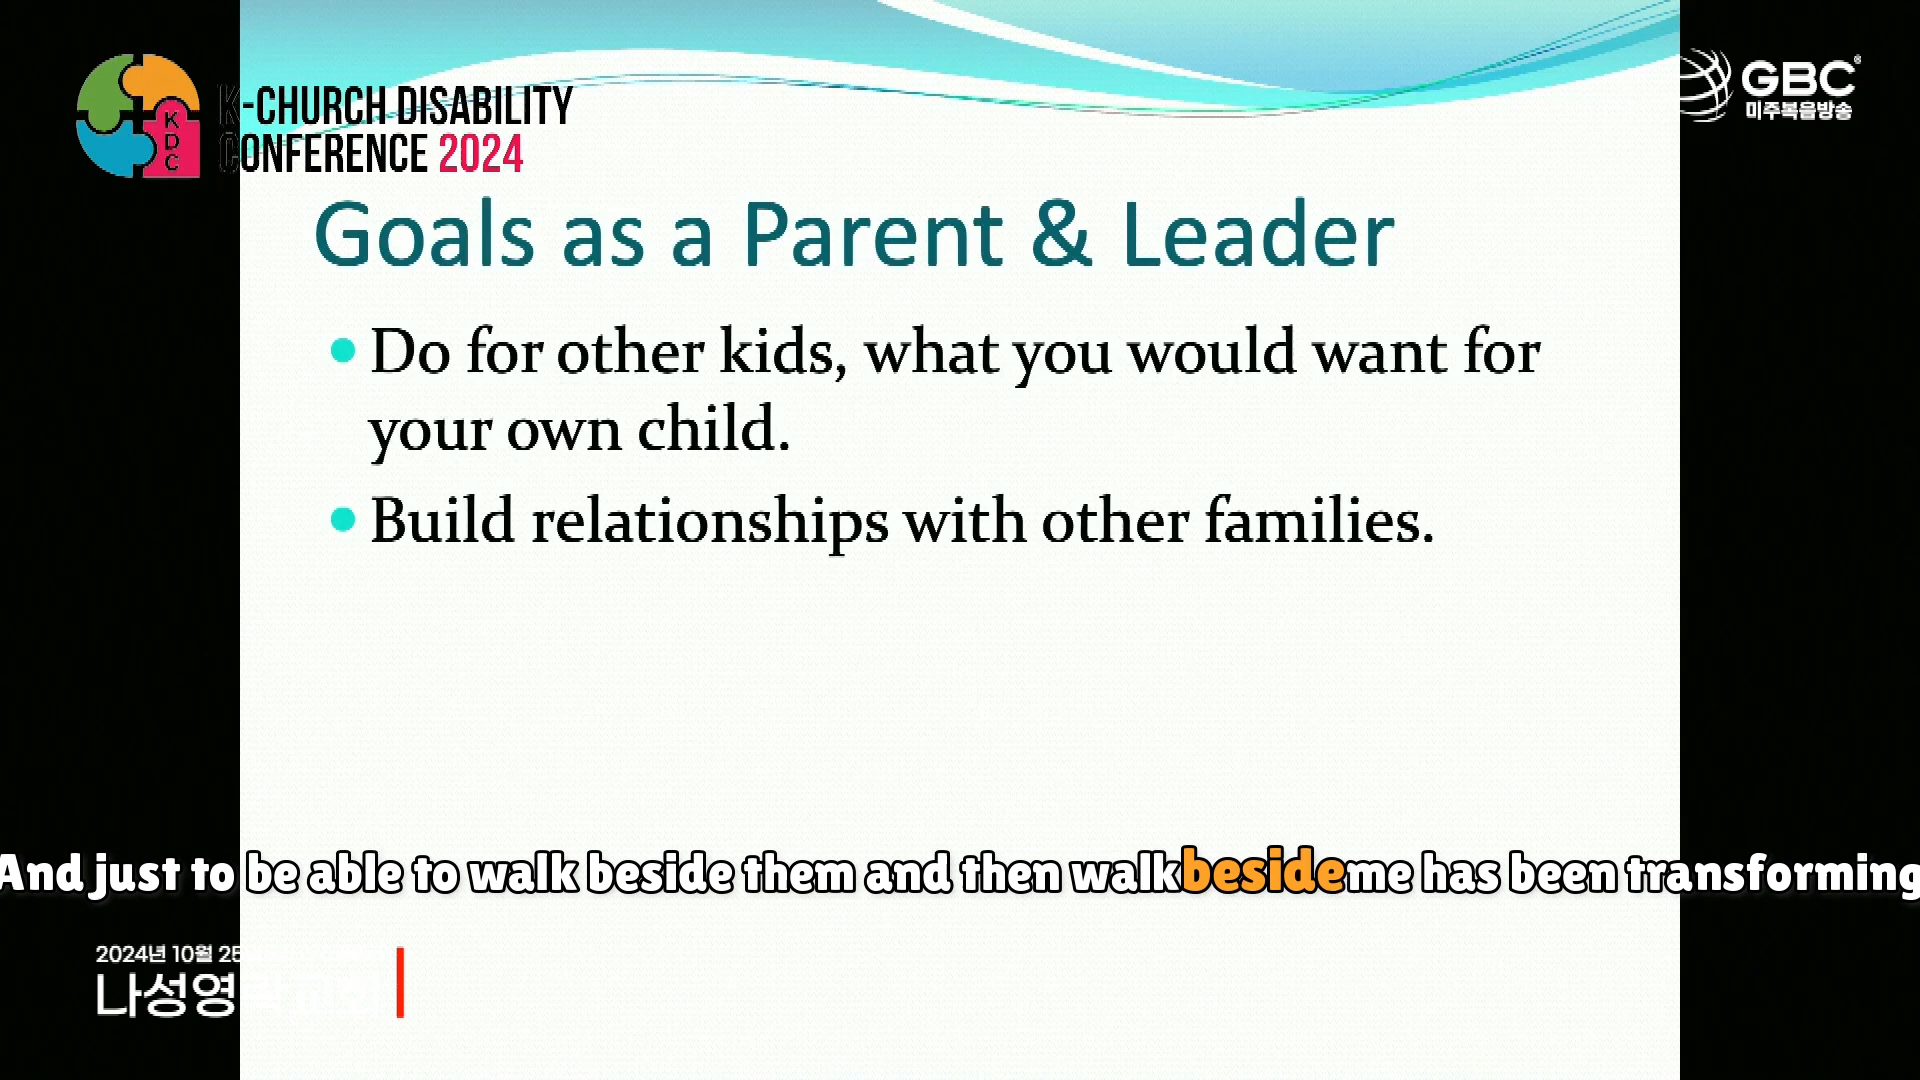 K-CHURCH DISABILITY
CONFERENCE 2024
KDC
GBC®
미주복음방송
Goals as a Parent & Leader
• Do for other kids, what you would want for
your own child.
• Build relationships with other families.
And just to be able to walk beside them and then walk beside me has been transforming
2024년 10월 25
나성영